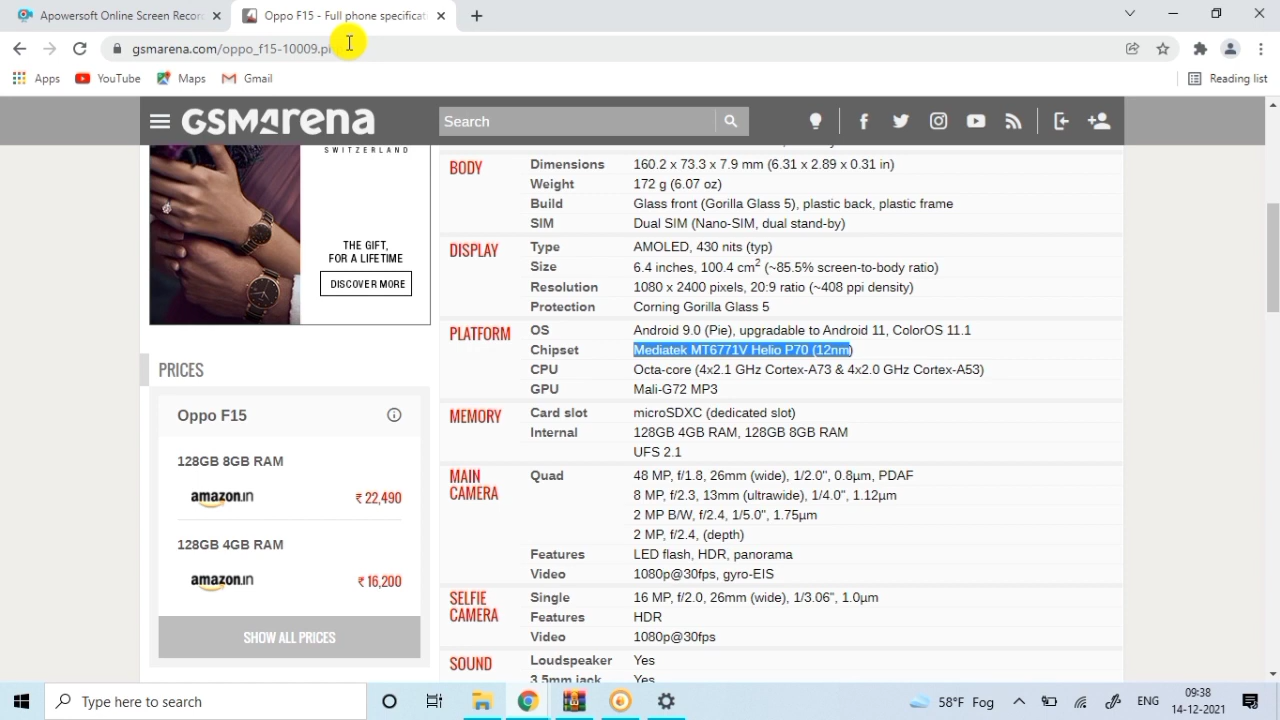 Apowersoft Online Screen Recorc
Oppo F15 - Full phone specificat
gsmarena.com/oppo_f15-10009.p
Apps YouTube Maps Gmail Reading list
GSMArena
Search
SWITZERLAND
THE GIFT,
FOR A LIFETIME
DISCOVER MORE
PRICES
Oppo F15
128GB 8GB RAM
amazon.in ₹ 22,490
128GB 4GB RAM
amazon.in ₹ 16,200
SHOW ALL PRICES
BODY Dimensions 160.2 x 73.3 x 7.9 mm (6.31 x 2.89 x 0.31 in)
Weight 172 g (6.07 oz)
Build Glass front (Gorilla Glass 5), plastic back, plastic frame
SIM Dual SIM (Nano-SIM, dual stand-by)
DISPLAY Type AMOLED, 430 nits (typ)
Size 6.4 inches, 100.4 cm2 (~85.5% screen-to-body ratio)
Resolution 1080 x 2400 pixels, 20:9 ratio (~408 ppi density)
Protection Corning Gorilla Glass 5
PLATFORM OS Android 9.0 (Pie), upgradable to Android 11, ColorOS 11.1
Chipset Mediatek MT6771V Helio P70 (12nm)
CPU Octa-core (4x2.1 GHz Cortex-A73 & 4x2.0 GHz Cortex-A53)
GPU Mali-G72 MP3
MEMORY Card slot microSDXC (dedicated slot)
Internal 128GB 4GB RAM, 128GB 8GB RAM
UFS 2.1
MAIN CAMERA Quad 48 MP, f/1.8, 26mm (wide), 1/2.0", 0.8µm, PDAF
8 MP, f/2.3, 13mm (ultrawide), 1/4.0", 1.12µm
2 MP B/W, f/2.4, 1/5.0", 1.75µm
2 MP, f/2.4, (depth)
Features LED flash, HDR, panorama
Video 1080p@30fps, gyro-EIS
SELFIE CAMERA Single 16 MP, f/2.0, 26mm (wide), 1/3.06", 1.0µm
Features HDR
Video 1080p@30fps
SOUND Loudspeaker Yes
3.5mm jack Yes
Type here to search
58°F Fog
ENG
09:38
14-12-2021